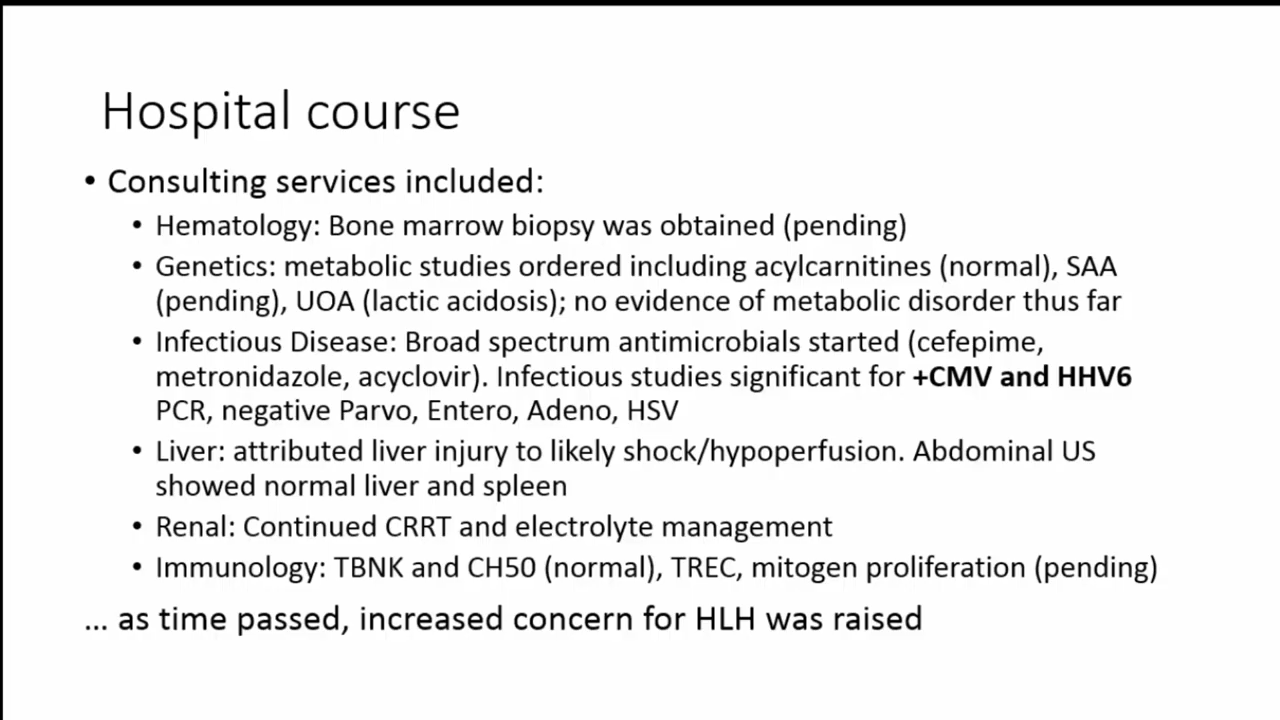 Hospital course
• Consulting services included:
• Hematology: Bone marrow biopsy was obtained (pending)
• Genetics: metabolic studies ordered including acylcarnitines (normal), SAA
(pending), UOA (lactic acidosis); no evidence of metabolic disorder thus far
• Infectious Disease: Broad spectrum antimicrobials started (cefepime,
metronidazole, acyclovir). Infectious studies significant for +CMV and HHV6
PCR, negative Parvo, Entero, Adeno, HSV
• Liver: attributed liver injury to likely shock/hypoperfusion. Abdominal US
showed normal liver and spleen
• Renal: Continued CRRT and electrolyte management
• Immunology: TBNK and CH50 (normal), TREC, mitogen proliferation (pending)
... as time passed, increased concern for HLH was raised